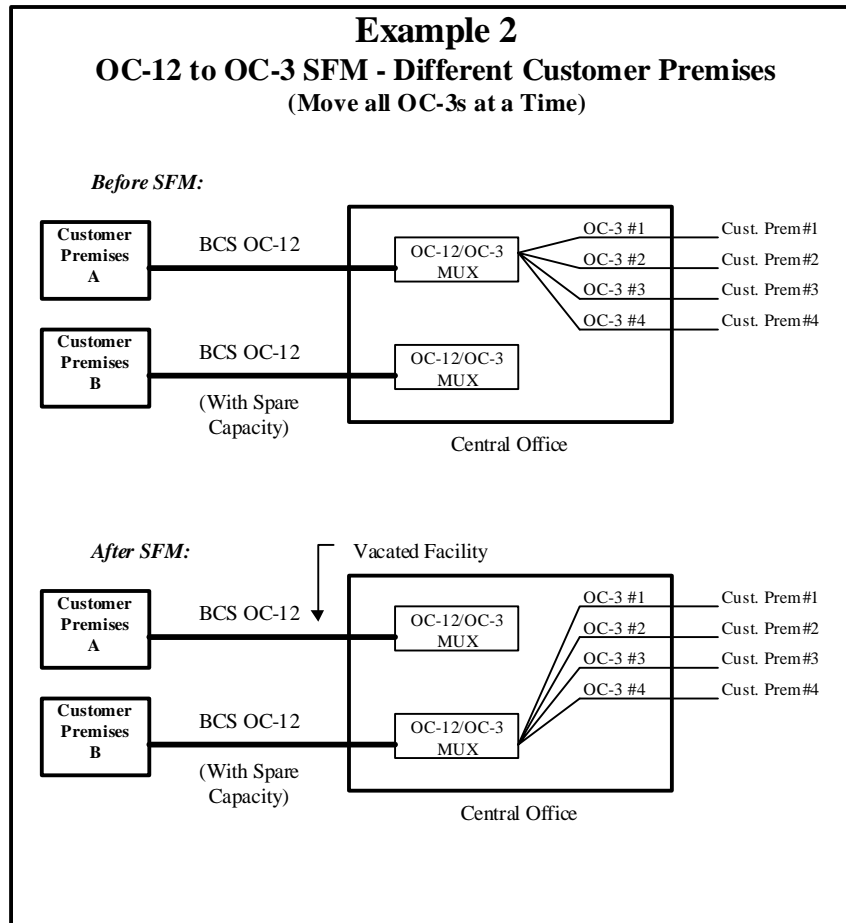 Example 2
OC-12 to OC-3 SFM - Different Customer Premises
(Move all OC-3s at a Time)
Before SFM:
Customer
Premises
A
BCS OC-12
OC-12/OC-3
MUX
OC-3 #1
Cust. Prem#1
OC-3 #2
Cust. Prem#2
OC-3 #3
Cust. Prem#3
OC-3 #4
Cust. Prem#4
Customer
Premises
B
BCS OC-12
(With Spare
Capacity)
OC-12/OC-3
MUX
Central Office
After SFM:
Vacated Facility
Customer
Premises
A
BCS OC-12
OC-12/OC-3
MUX
OC-3 #1
Cust. Prem#1
OC-3 #2
Cust. Prem#2
OC-3 #3
Cust. Prem#3
OC-3 #4
Cust. Prem#4
Customer
Premises
B
BCS OC-12
(With Spare
Capacity)
OC-12/OC-3
MUX
Central Office